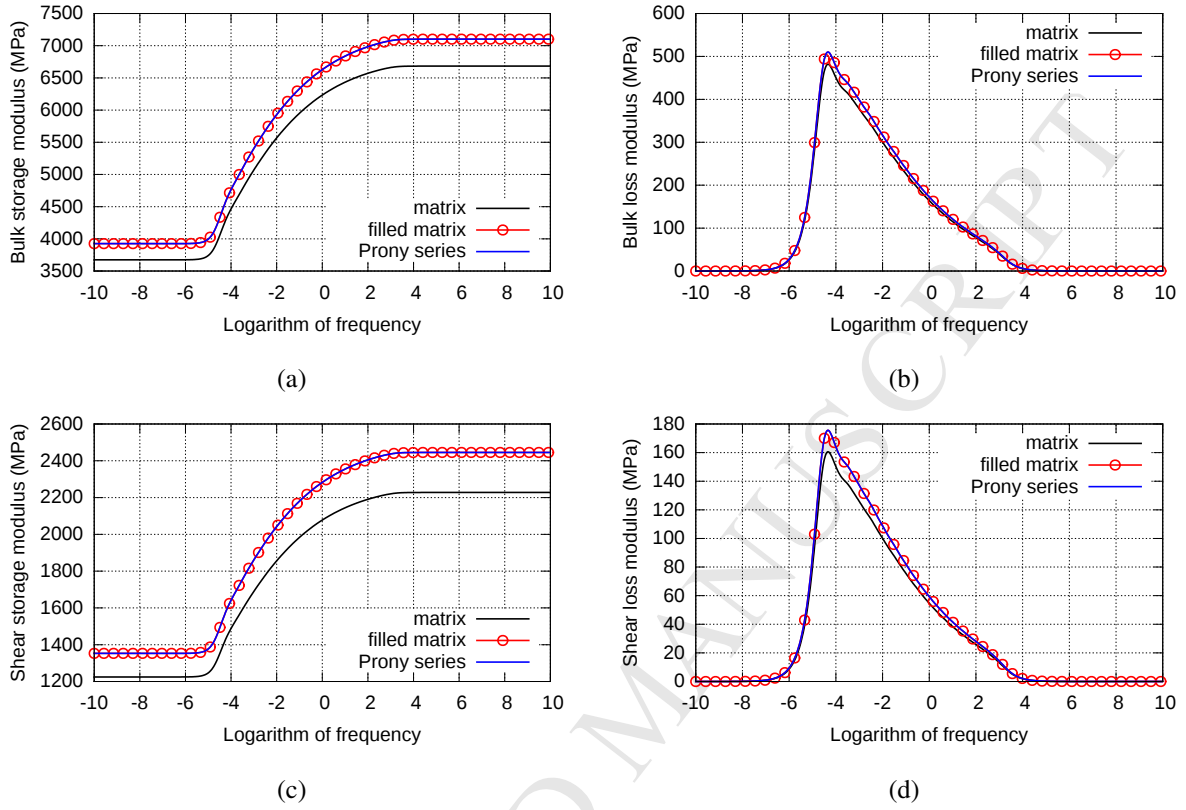 7500
7000
6500
6000
5500
5000
4500
4000
3500
-10 -8 -6 -4 -2 0 2 4 6 8 10
Bulk storage modulus (MPa)
Logarithm of frequency
matrix
filled matrix
Prony series
(a)
600
500
400
300
200
100
0
-10 -8 -6 -4 -2 0 2 4 6 8 10
Bulk loss modulus (MPa)
Logarithm of frequency
matrix
filled matrix
Prony series
(b)
2600
2400
2200
2000
1800
1600
1400
1200
-10 -8 -6 -4 -2 0 2 4 6 8 10
Shear storage modulus (MPa)
Logarithm of frequency
matrix
filled matrix
Prony series
(c)
180
160
140
120
100
80
60
40
20
0
-10 -8 -6 -4 -2 0 2 4 6 8 10
Shear loss modulus (MPa)
Logarithm of frequency
matrix
filled matrix
Prony series
(d)
D MANUSCRIPT